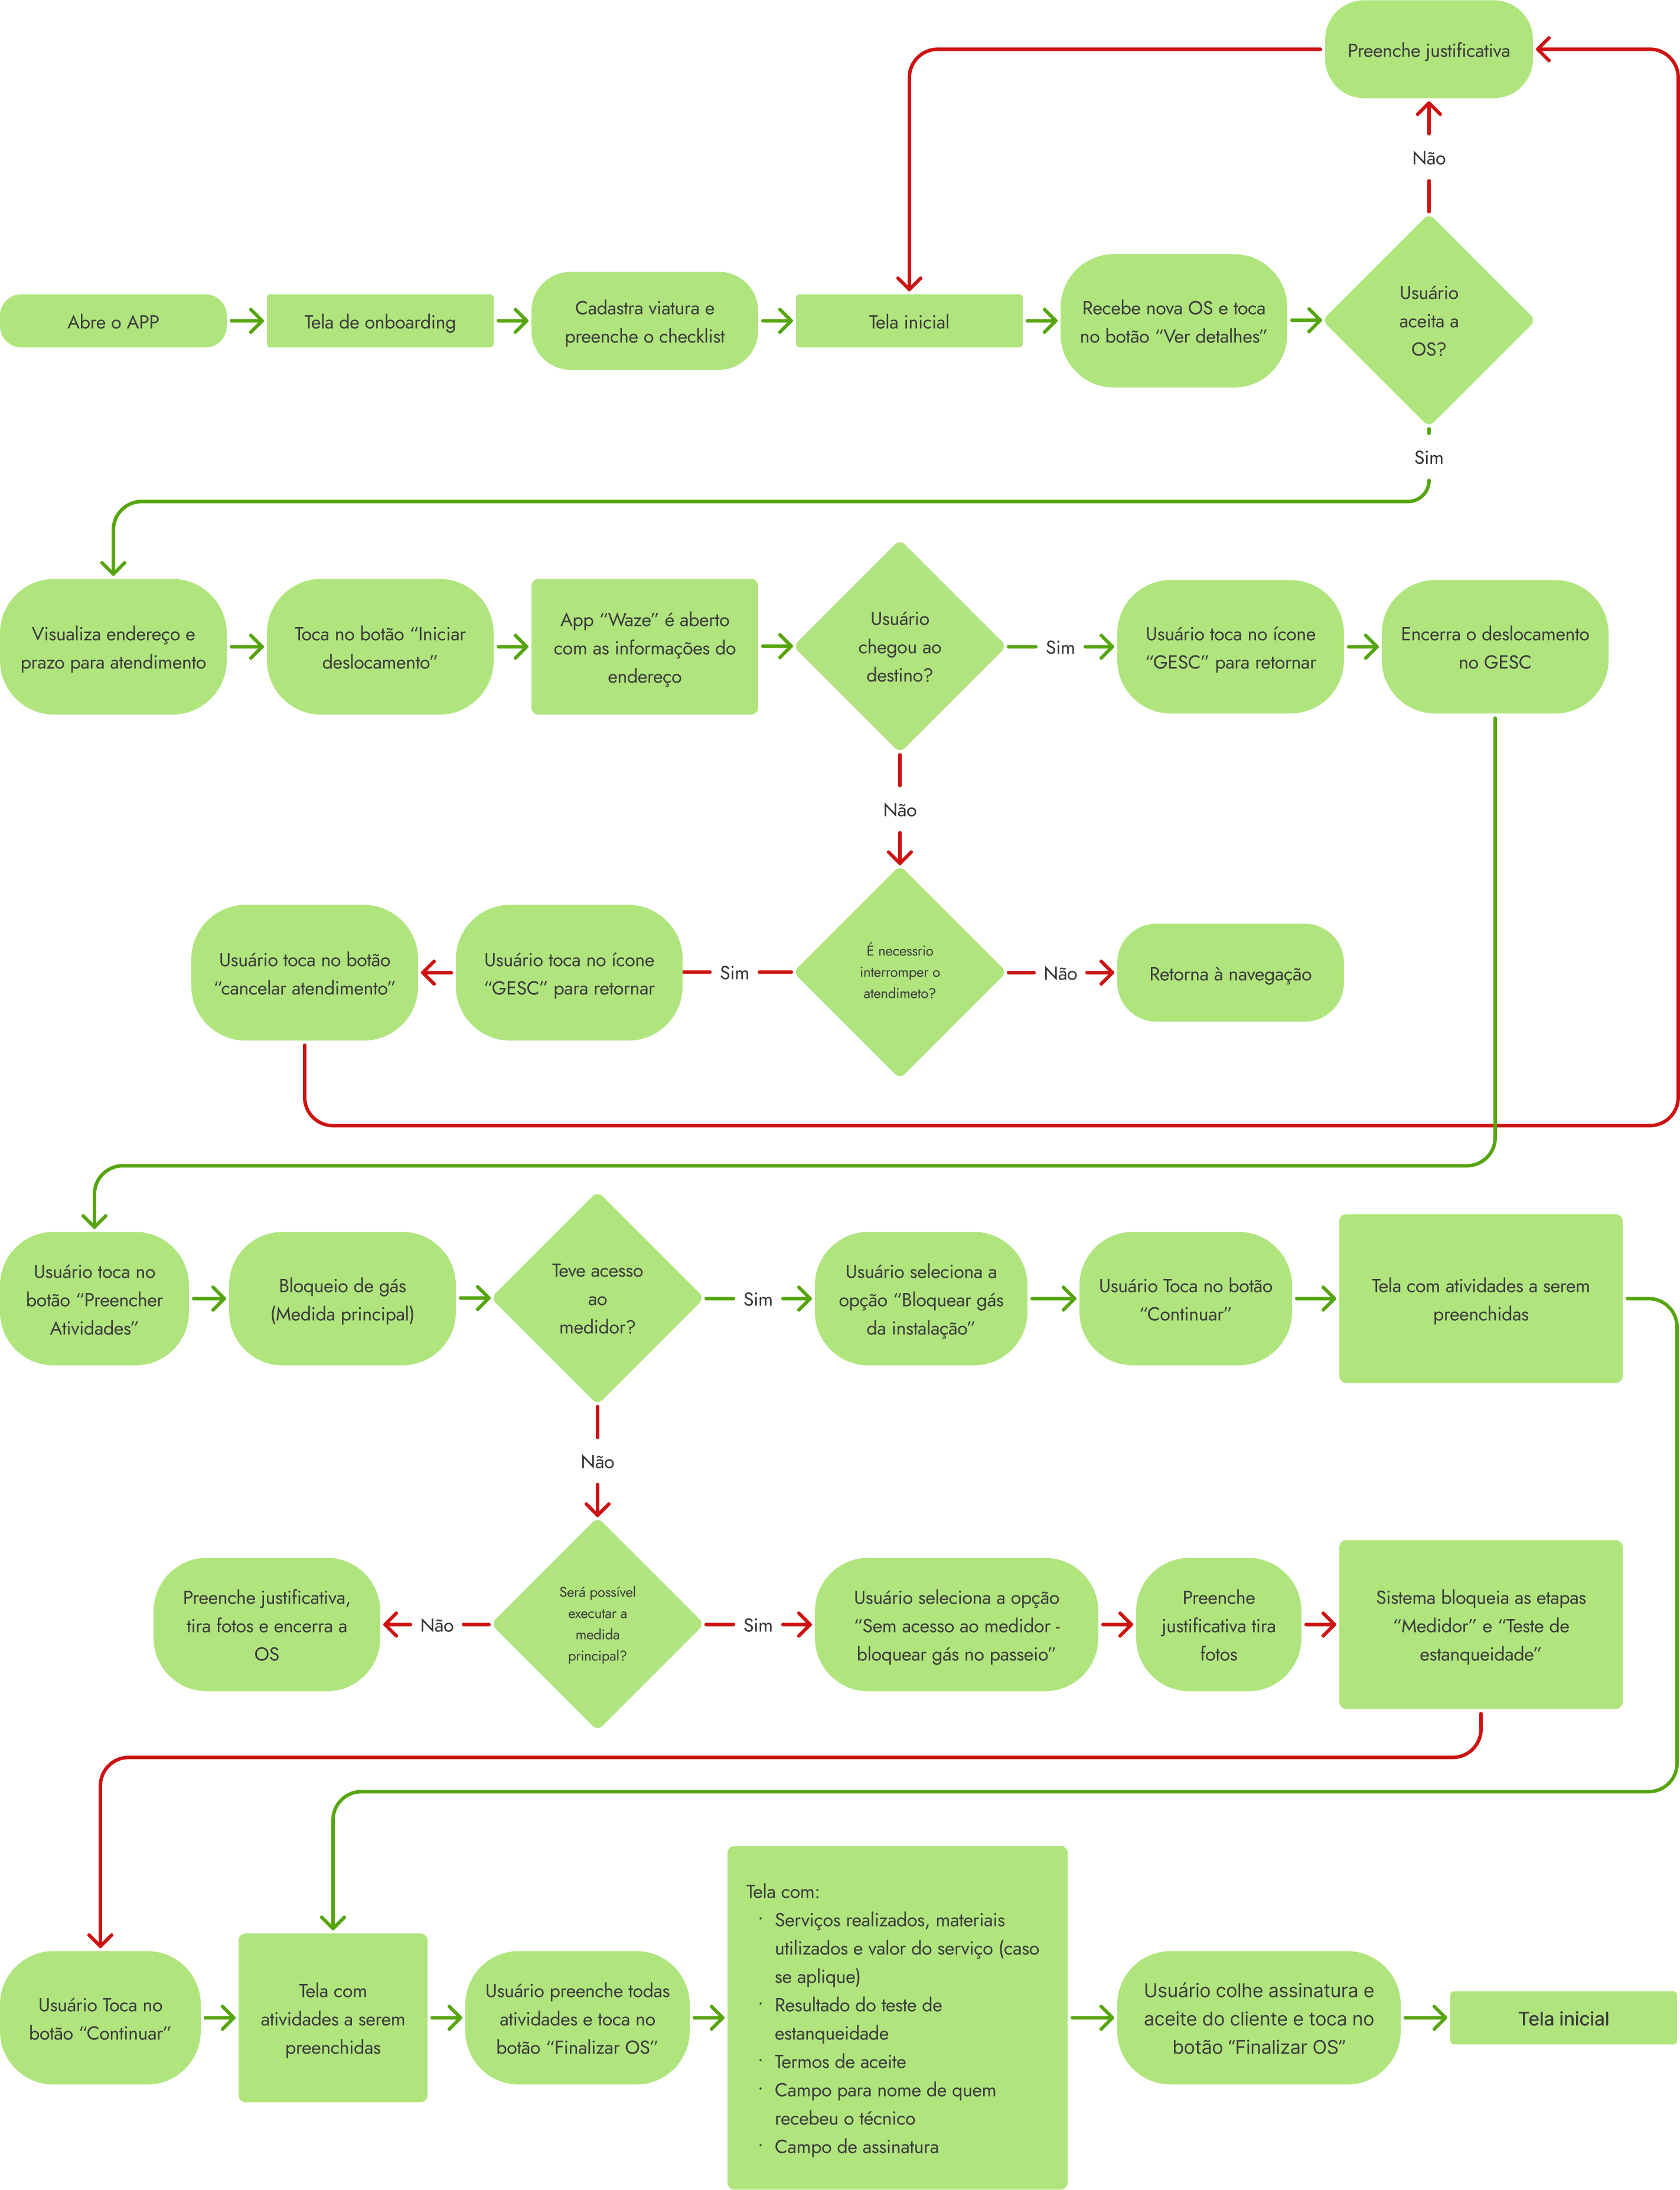 Preenche justificativa
Não
Abre o APP
Tela de onboarding
Cadastra viatura e
preenche o checklist
Tela inicial
Recebe nova OS e toca
no botão “Ver detalhes”
Usuário
aceita a
OS?
Sim
Visualiza endereço e
prazo para atendimento
Toca no botão “Iniciar
deslocamento”
App “Waze” é aberto
com as informações do
endereço
Usuário
chegou ao
destino?
Sim
Usuário toca no ícone
“GESC” para retornar
Encerra o deslocamento
no GESC
Não
Usuário toca no botão
“cancelar atendimento”
Usuário toca no ícone
“GESC” para retornar
Sim
É necessrio
interromper o
atendimeto?
Não
Retorna à navegação
Usuário toca no
botão “Preencher
Atividades”
Bloqueio de gás
(Medida principal)
Teve acesso
ao
medidor?
Sim
Usuário seleciona a
opção “Bloquear gás
da instalação”
Usuário Toca no botão
“Continuar”
Tela com atividades a serem
preenchidas
Não
Preenche justificativa,
tira fotos e encerra a
OS
Não
Será possível
executar a
medida
principal?
Sim
Usuário seleciona a opção
“Sem acesso ao medidor -
bloquear gás no passeio”
Preenche
justificativa tira
fotos
Sistema bloqueia as etapas
“Medidor” e “Teste de
estanqueidade”
Usuário Toca no
botão “Continuar”
Tela com
atividades a serem
preenchidas
Usuário preenche todas
atividades e toca no
botão “Finalizar OS”
Tela com:
· Serviços realizados, materiais
utilizados e valor do serviço (caso
se aplique)
· Resultado do teste de
estanqueidade
· Termos de aceite
· Campo para nome de quem
recebeu o técnico
· Campo de assinatura
Usuário colhe assinatura e
aceite do cliente e toca no
botão “Finalizar OS”
Tela inicial